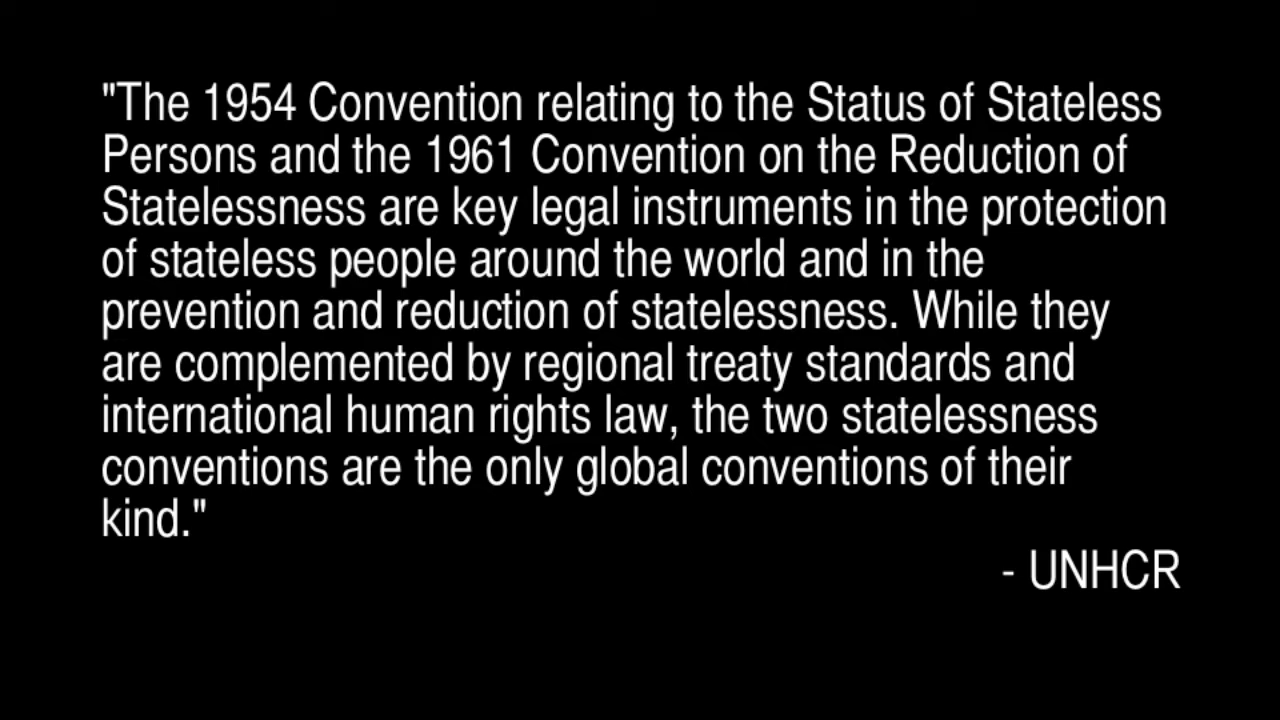 "The 1954 Convention relating to the Status of Stateless
Persons and the 1961 Convention on the Reduction of
Statelessness are key legal instruments in the protection
of stateless people around the world and in the
prevention and reduction of statelessness. While they
are complemented by regional treaty standards and
international human rights law, the two statelessness
conventions are the only global conventions of their
kind."
- UNHCR